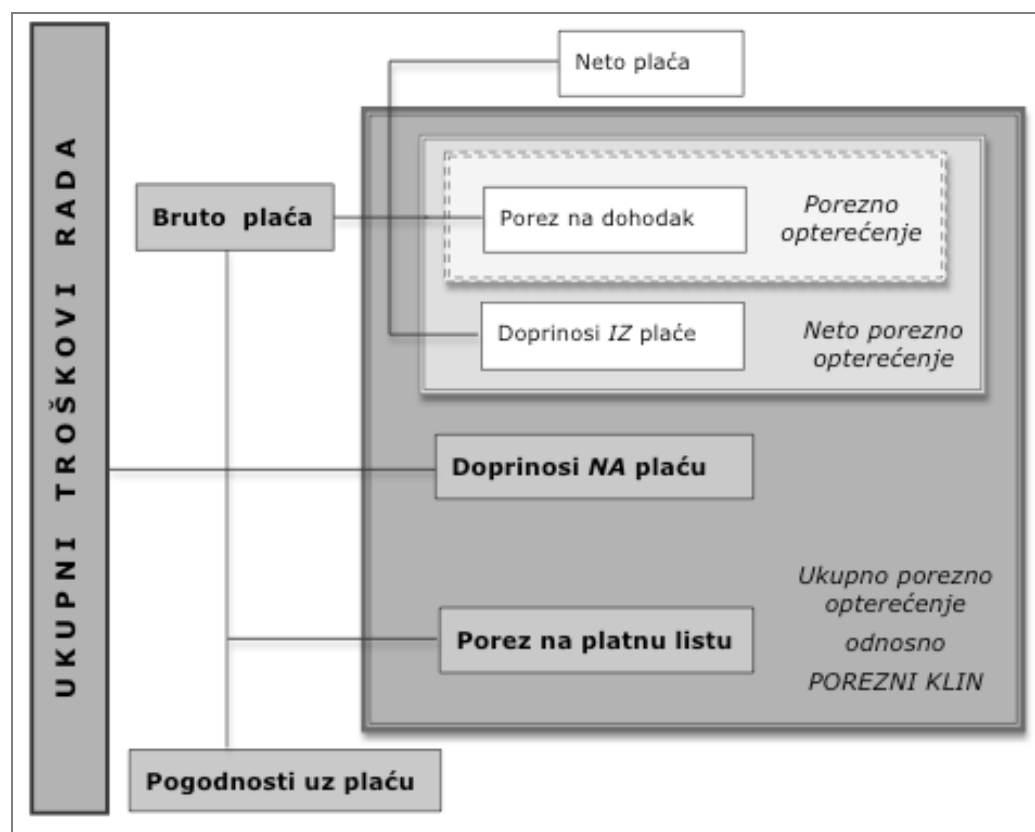 UKUPNI TROŠKOVI RADA
Neto plaća
Bruto plaća
Porez na dohodak
Porezno
opterećenje
Doprinosi IZ plaće
Neto porezno
opterećenje
Doprinosi NA plaću
Ukupno porezno
opterećenje
odnosno
POREZNI KLIN
Porez na platnu listu
Pogodnosti uz plaću